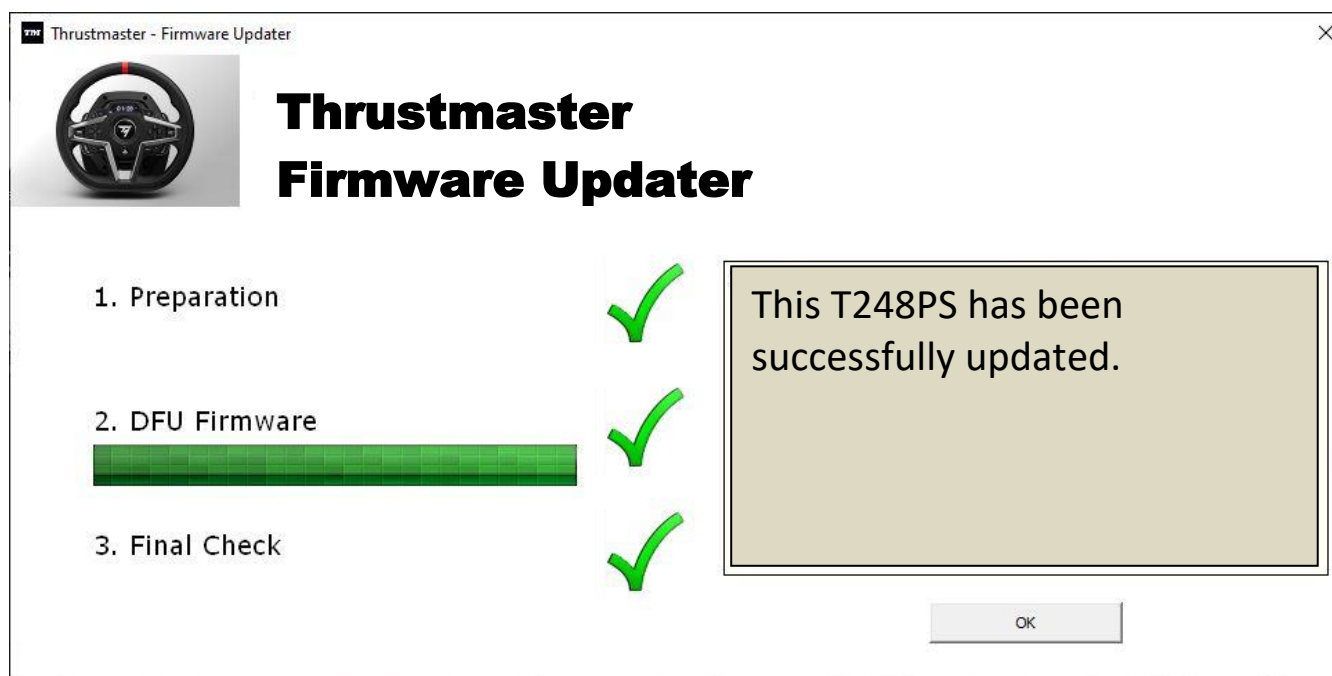 Thrustmaster - Firmware Updater
Thrustmaster
Firmware Updater
1. Preparation
This T248PS has been
successfully updated.
2. DFU Firmware
3. Final Check
OK